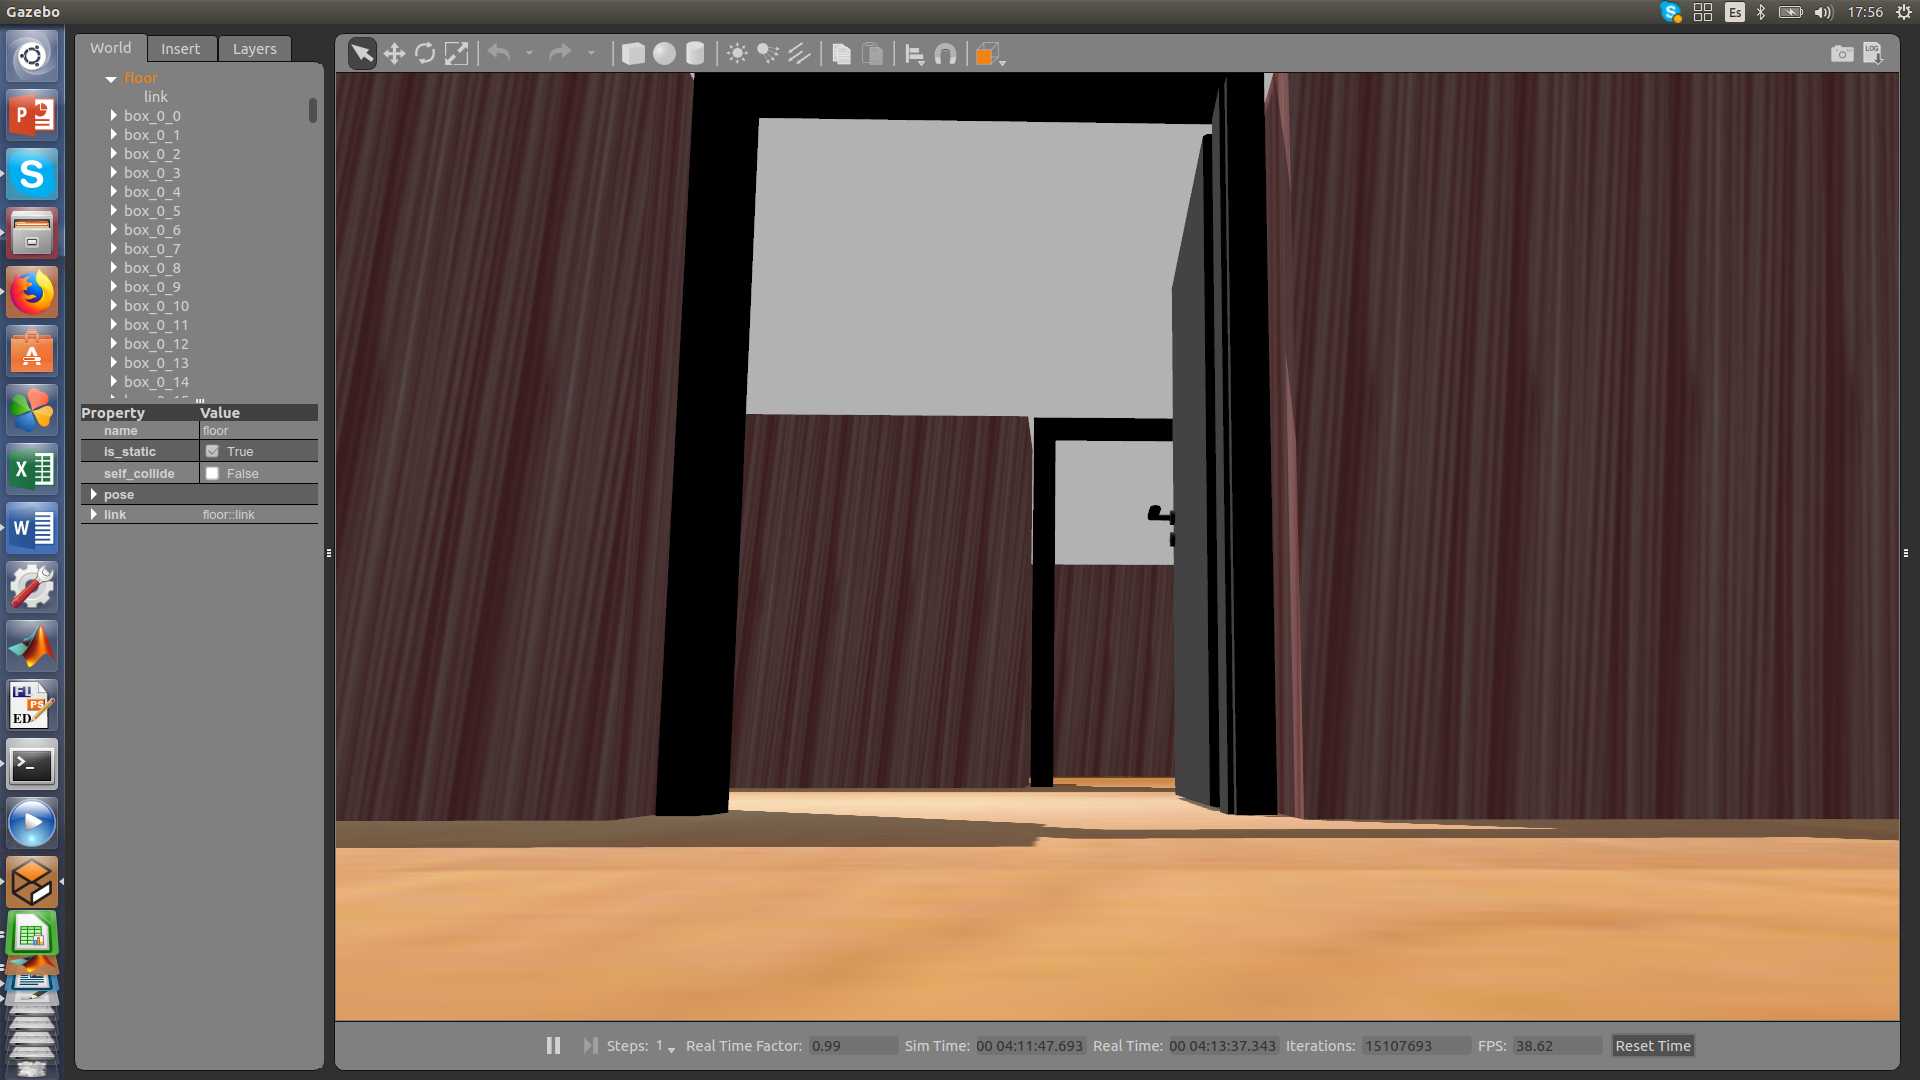 Gazebo
Es
17:56
World Insert Layers
LOG
floor
link
box_0_0
box_0_1
box_0_2
box_0_3
box_0_4
box_0_5
box_0_6
box_0_7
box_0_8
box_0_9
box_0_10
box_0_11
box_0_12
box_0_13
box_0_14
Property Value
name floor
is_static True
self_collide False
pose
link floor::link
Steps: 1 Real Time Factor: 0.99 Sim Time: 00 04:11:47.693 Real Time: 00 04:13:37.343 Iterations: 15107693 FPS: 38.62 Reset Time